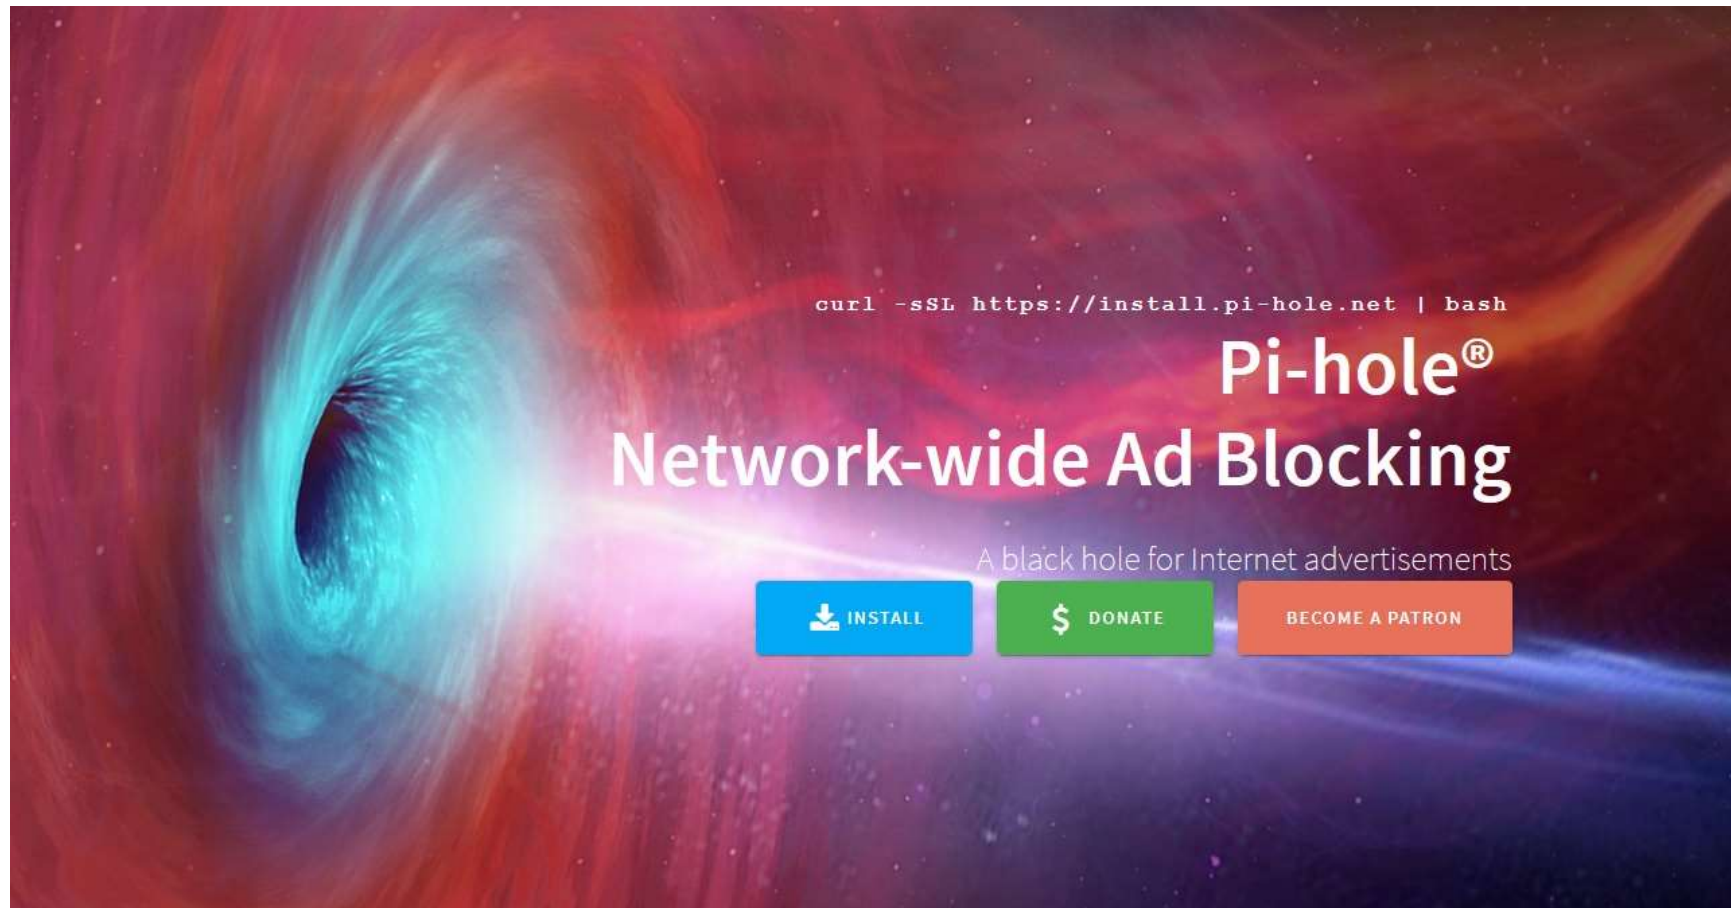 curl -sSL https://install.pi-hole.net | bash
Pi-hole®
Network-wide Ad Blocking
A black hole for Internet advertisements
INSTALL
$ DONATE
BECOME A PATRON